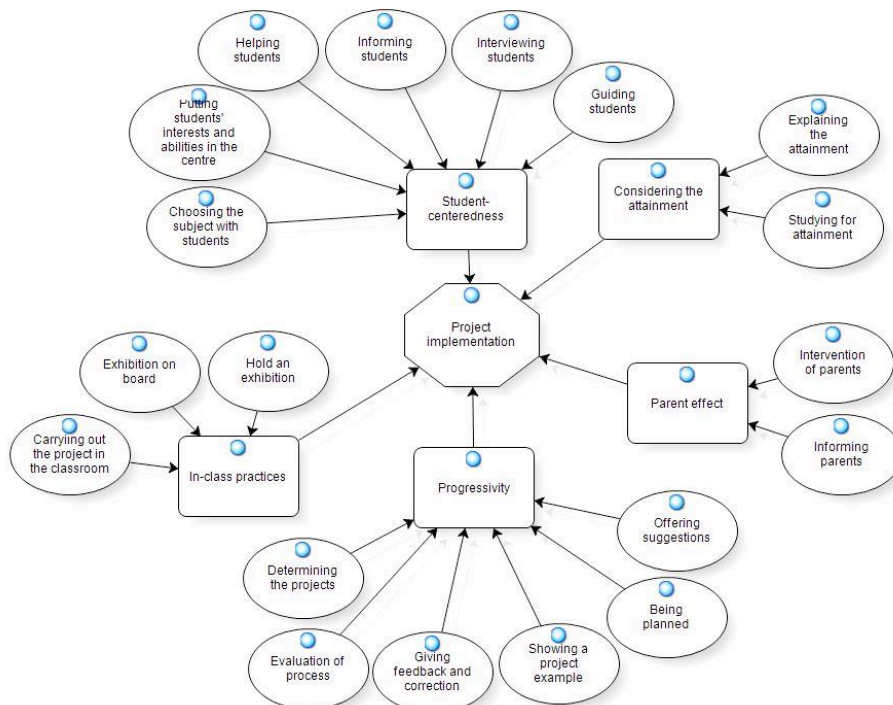 Helping
students
Informing
students
Interviewing
students
Guiding
students
Putting
students'
interests and
abilities in the
centre
Choosing the
subject with
students
Student-
centeredness
Considering the
attainment
Explaining
the
attainment
Studying for
attainment
Project
implementation
Exhibition on
board
Hold an
exhibition
Carrying out
the project in
the classroom
In-class practices
Parent effect
Intervention
of parents
Informing
parents
Progressivity
Determining
the projects
Evaluation of
process
Giving
feedback and
correction
Showing a
project
example
Being
planned
Offering
suggestions